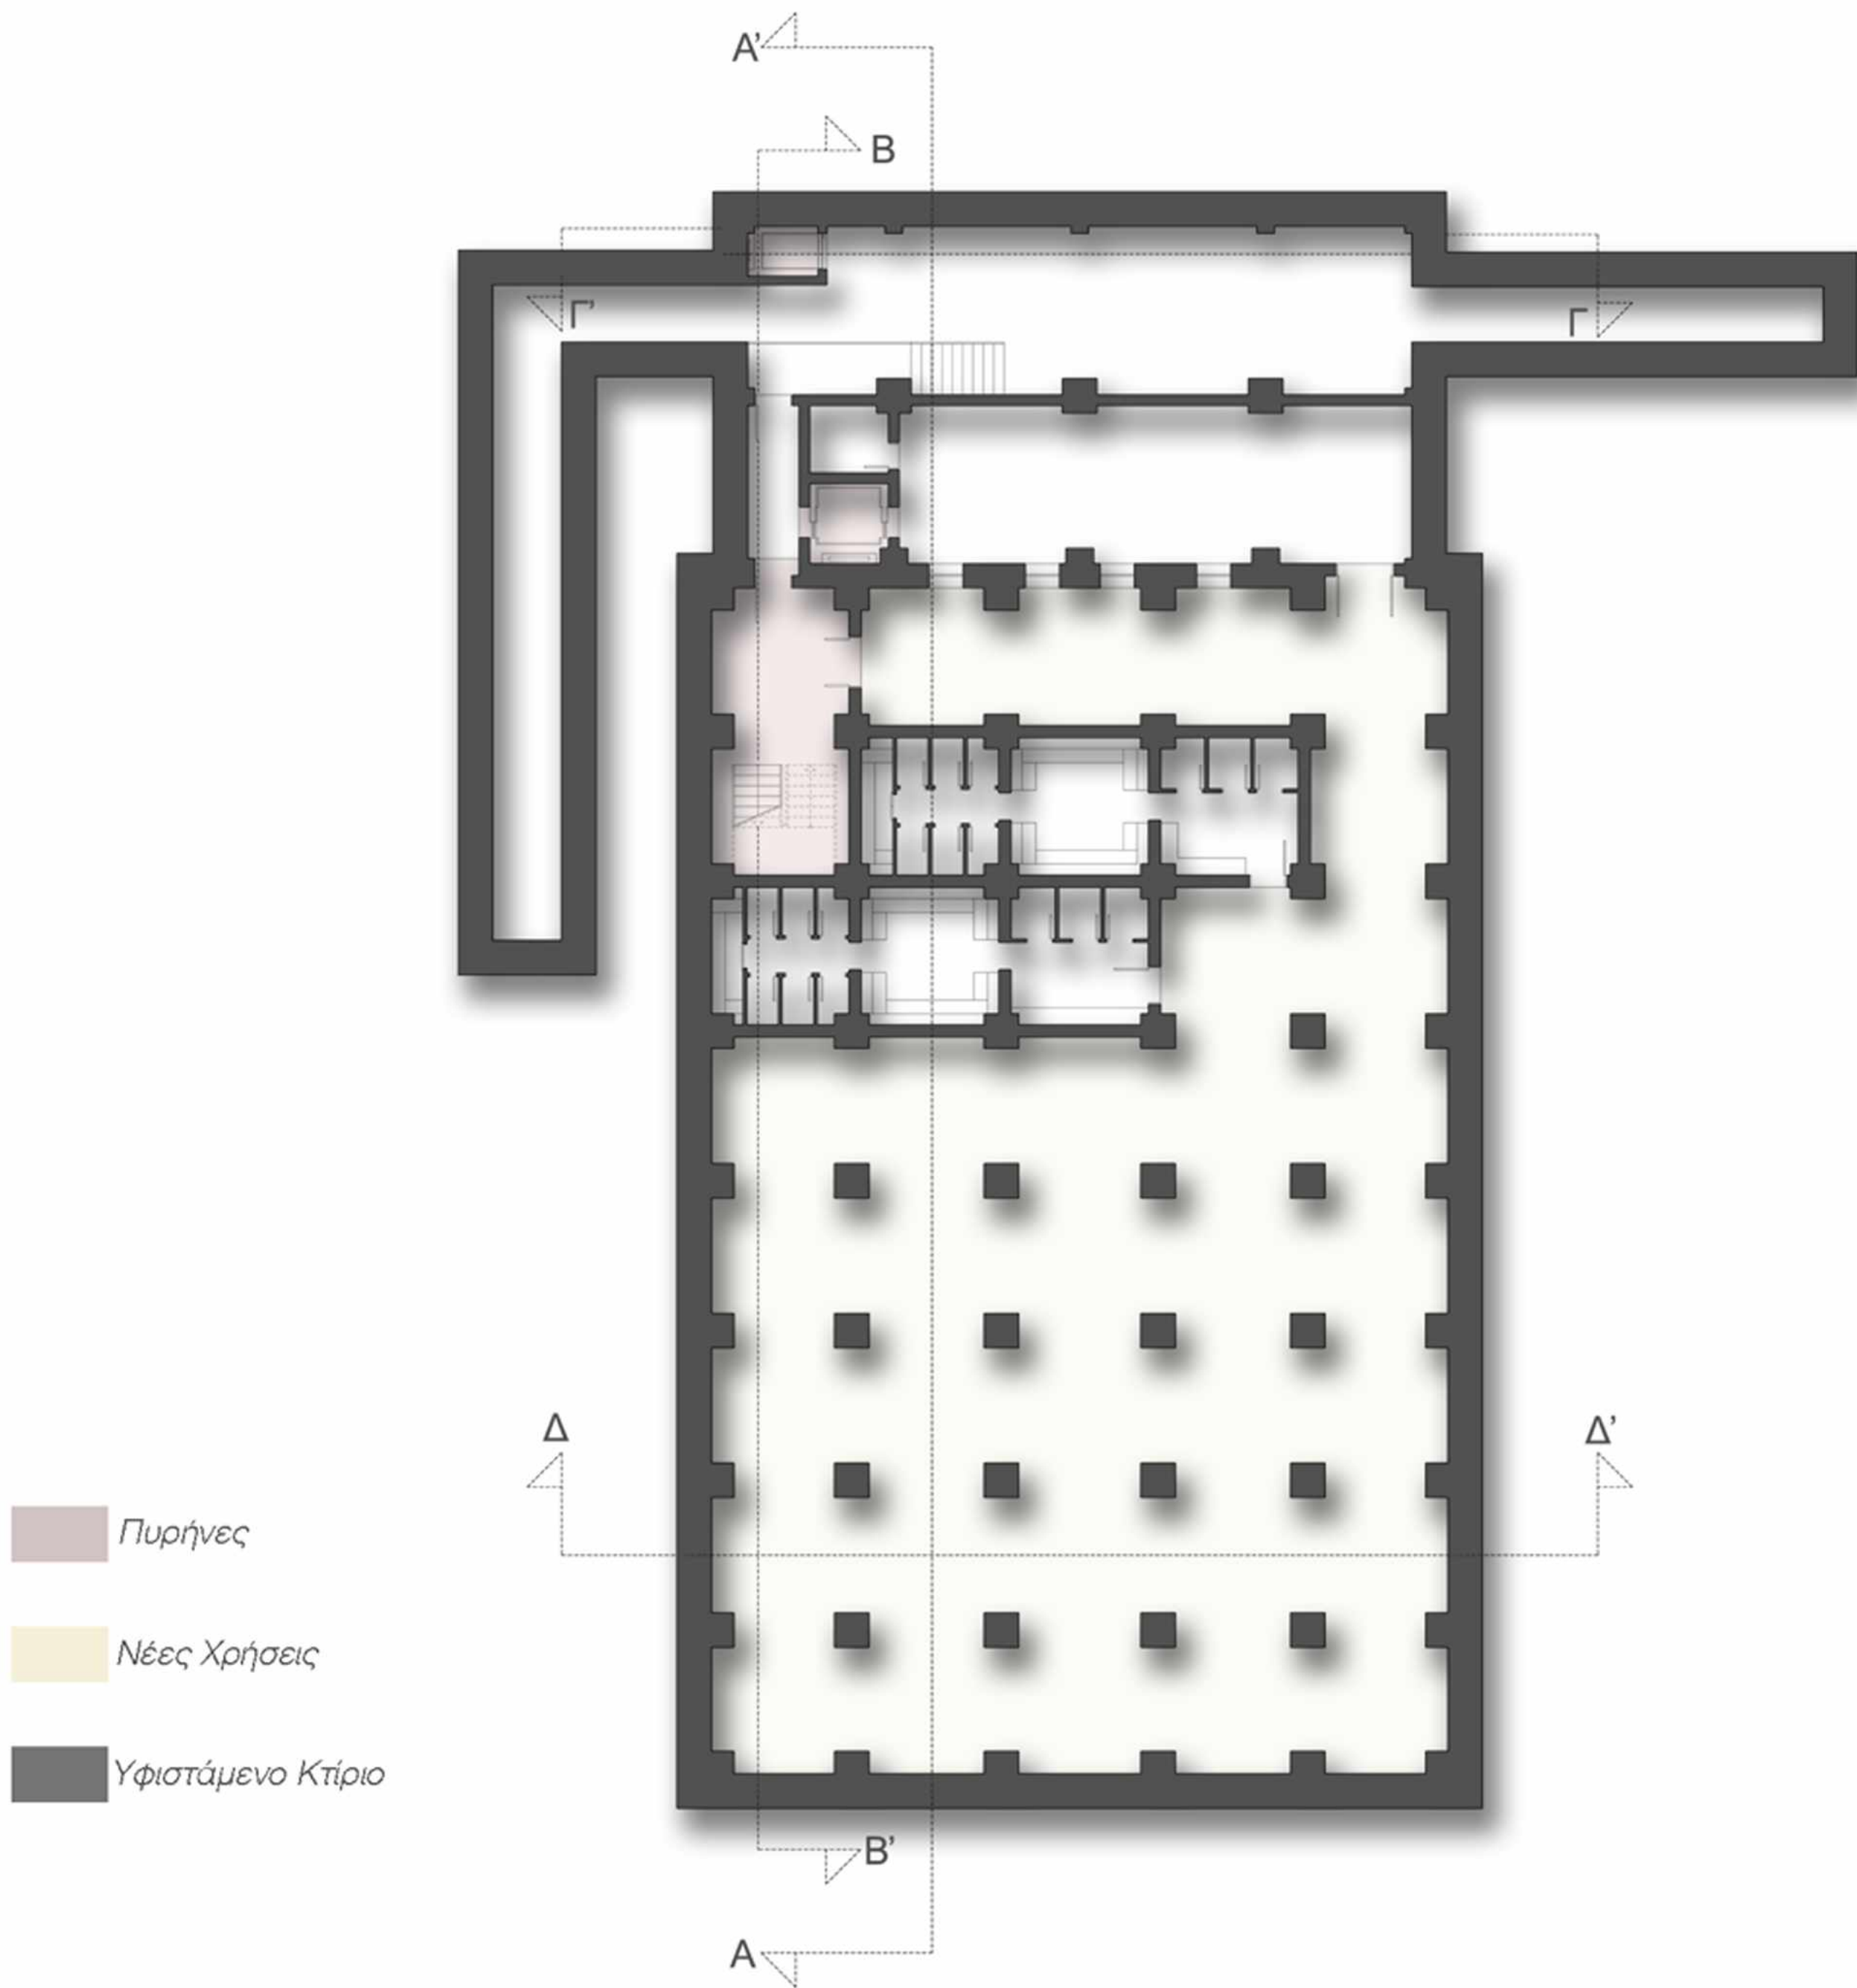 Α’
Β
Γ’
Γ
Δ
Δ’
Πυρήνες
Νέες Χρήσεις
Υφιστάμενο Κτίριο
Β’
Α